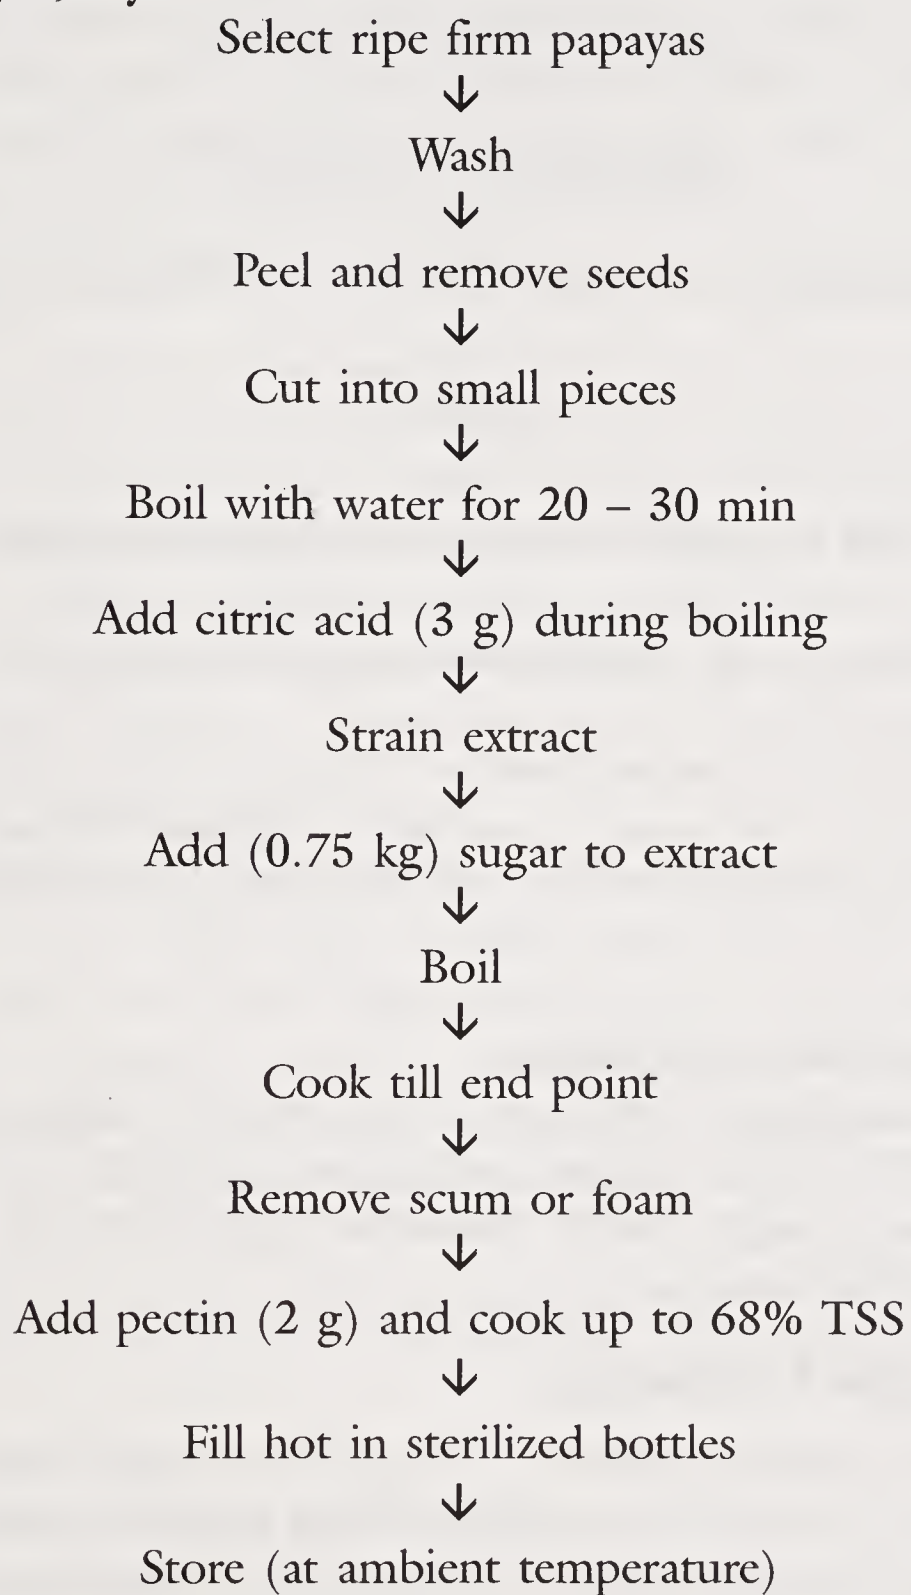 Select ripe firm papayas
↓
Wash
↓
Peel and remove seeds
↓
Cut into small pieces
↓
Boil with water for 20 – 30 min
↓
Add citric acid (3 g) during boiling
↓
Strain extract
↓
Add (0.75 kg) sugar to extract
↓
Boil
↓
Cook till end point
↓
Remove scum or foam
↓
Add pectin (2 g) and cook up to 68% TSS
↓
Fill hot in sterilized bottles
↓
Store (at ambient temperature)